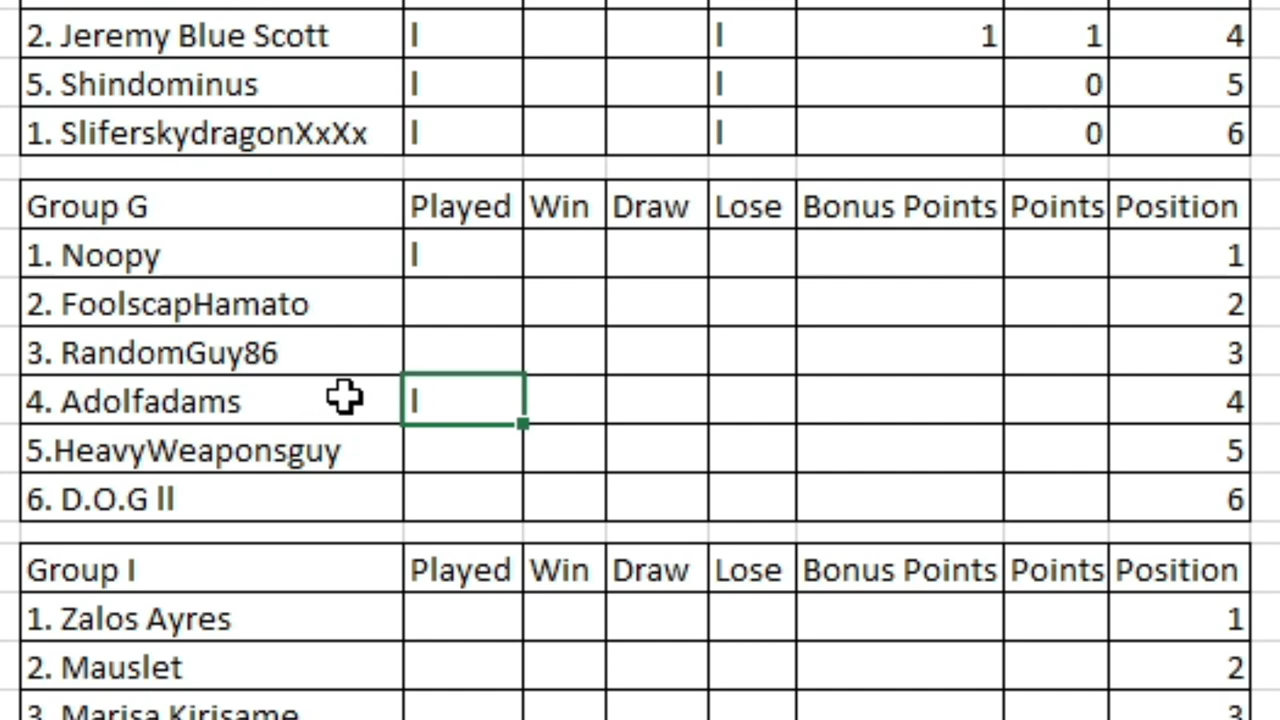 2. Jeremy Blue Scott l l 1 1 4
5. Shindominus l l 0 5
1. SliferskydragonXxXx l l 0 6
Group G Played Win Draw Lose Bonus Points Points Position
1. Noopy l 1
2. FoolscapHamato 2
3. RandomGuy86 3
4. Adolfadams l 4
5.HeavyWeaponsguy 5
6. D.O.G ll 6
Group I Played Win Draw Lose Bonus Points Points Position
1. Zalos Ayres 1
2. Mauslet 2
3. Marisa Kirisame 3